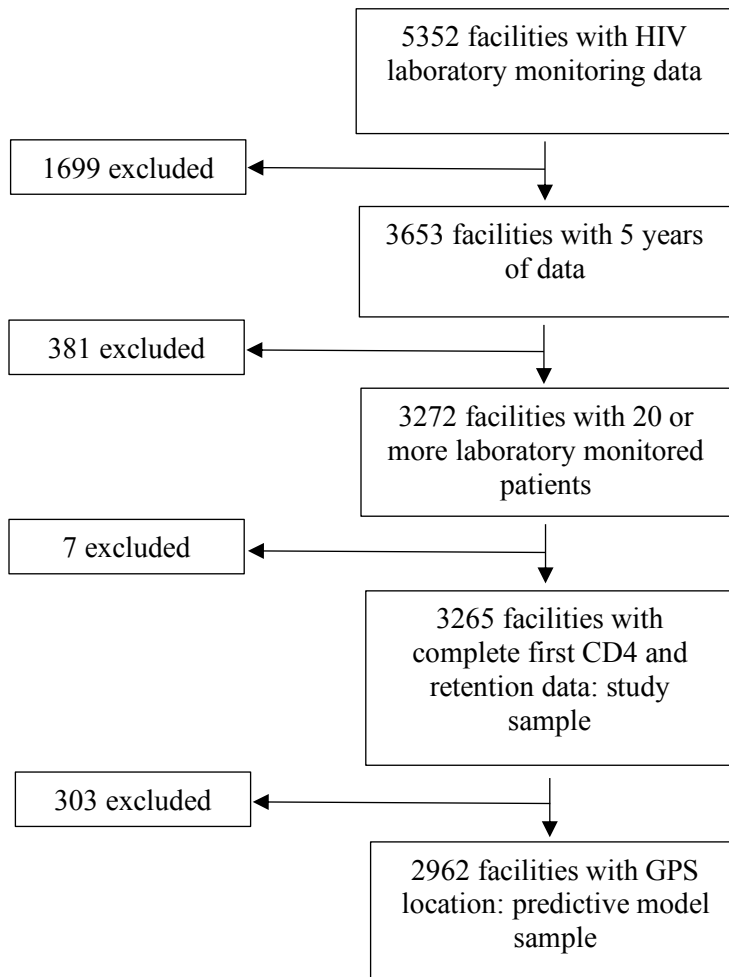 5352 facilities with HIV
laboratory monitoring data
1699 excluded
3653 facilities with 5 years
of data
381 excluded
3272 facilities with 20 or
more laboratory monitored
patients
7 excluded
3265 facilities with
complete first CD4 and
retention data: study
sample
303 excluded
2962 facilities with GPS
location: predictive model
sample